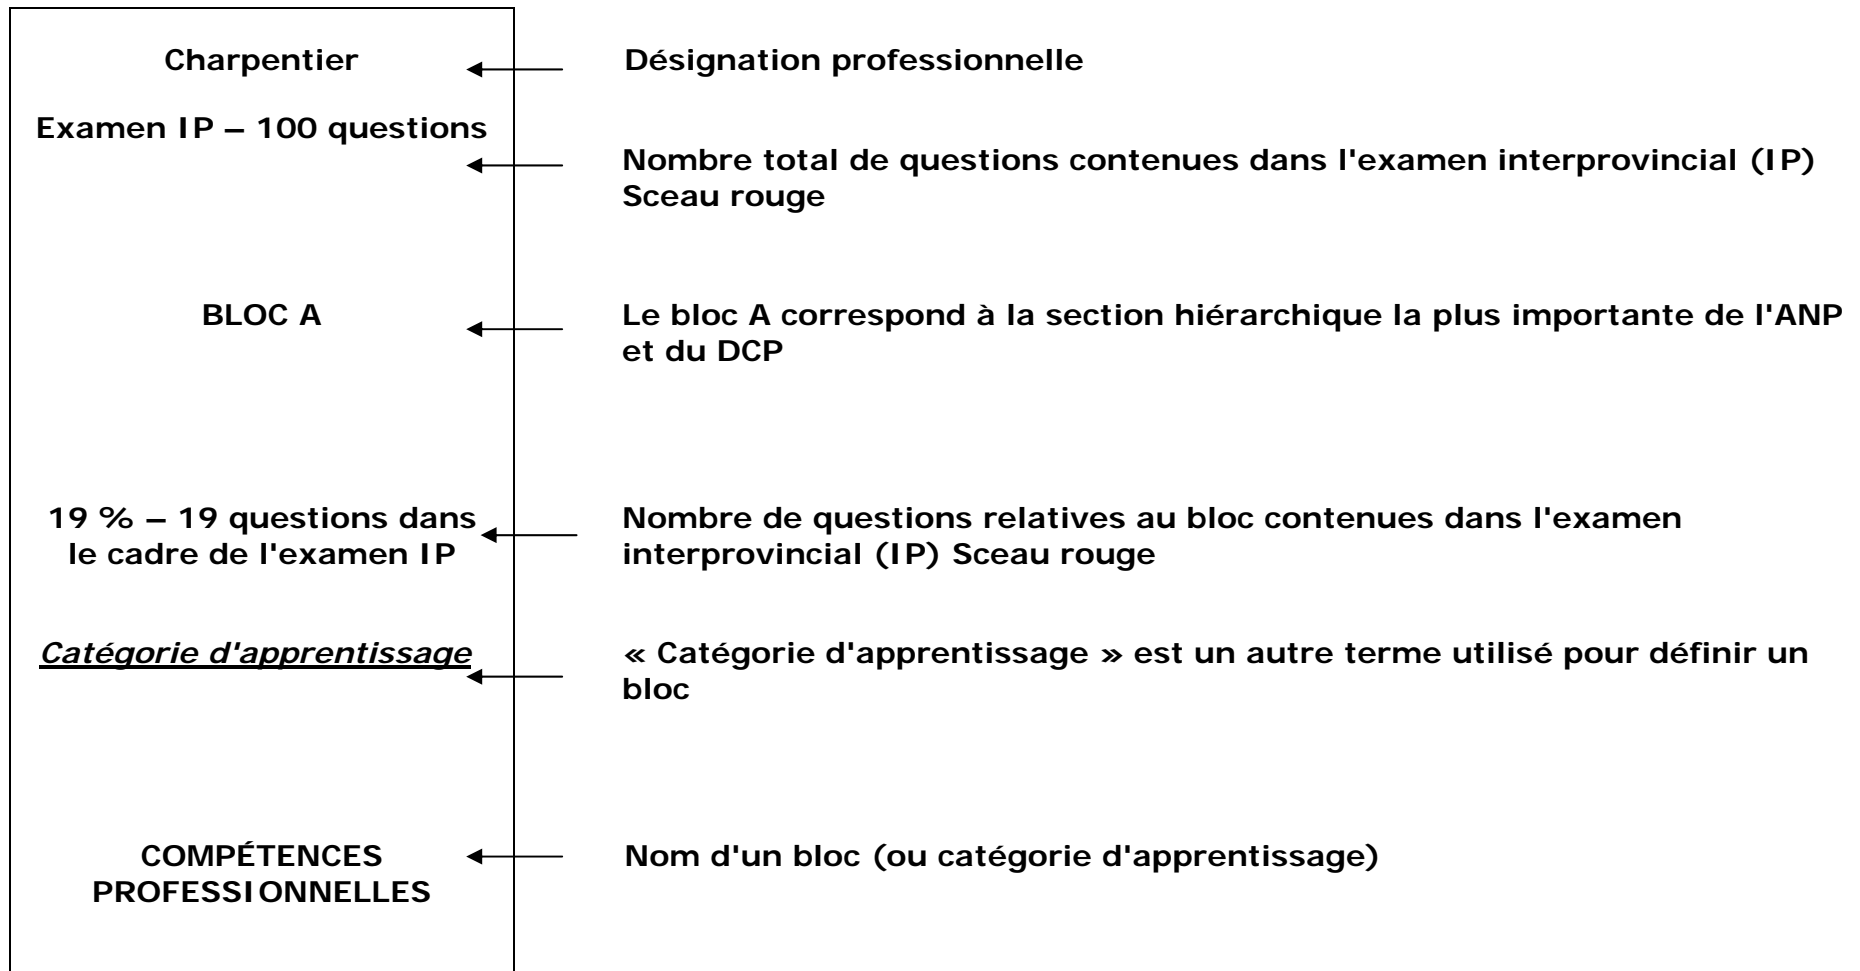 Charpentier
Désignation professionnelle
Examen IP – 100 questions
Nombre total de questions contenues dans l'examen interprovincial (IP)
Sceau rouge
BLOC A
Le bloc A correspond à la section hiérarchique la plus importante de l'ANP
et du DCP
19 % – 19 questions dans
le cadre de l'examen IP
Nombre de questions relatives au bloc contenues dans l'examen
interprovincial (IP) Sceau rouge
Catégorie d'apprentissage
« Catégorie d'apprentissage » est un autre terme utilisé pour définir un
bloc
COMPÉTENCES
PROFESSIONNELLES
Nom d'un bloc (ou catégorie d'apprentissage)